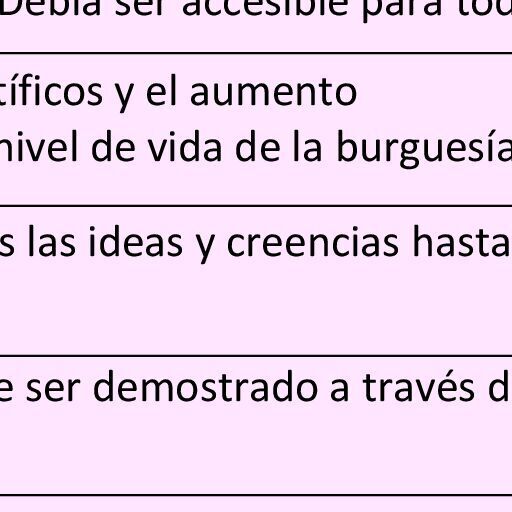 Debía ser accesible para tod
tíficos y el aumento
nivel de vida de la burguesía
s las ideas y creencias hasta
e ser demostrado a través d